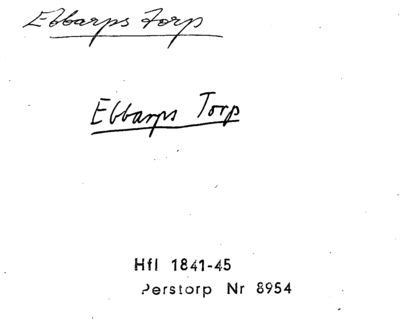 Ebbarps Torp
Ebbarps Torp
Hfl 1841-45
Perstorp Nr 8954